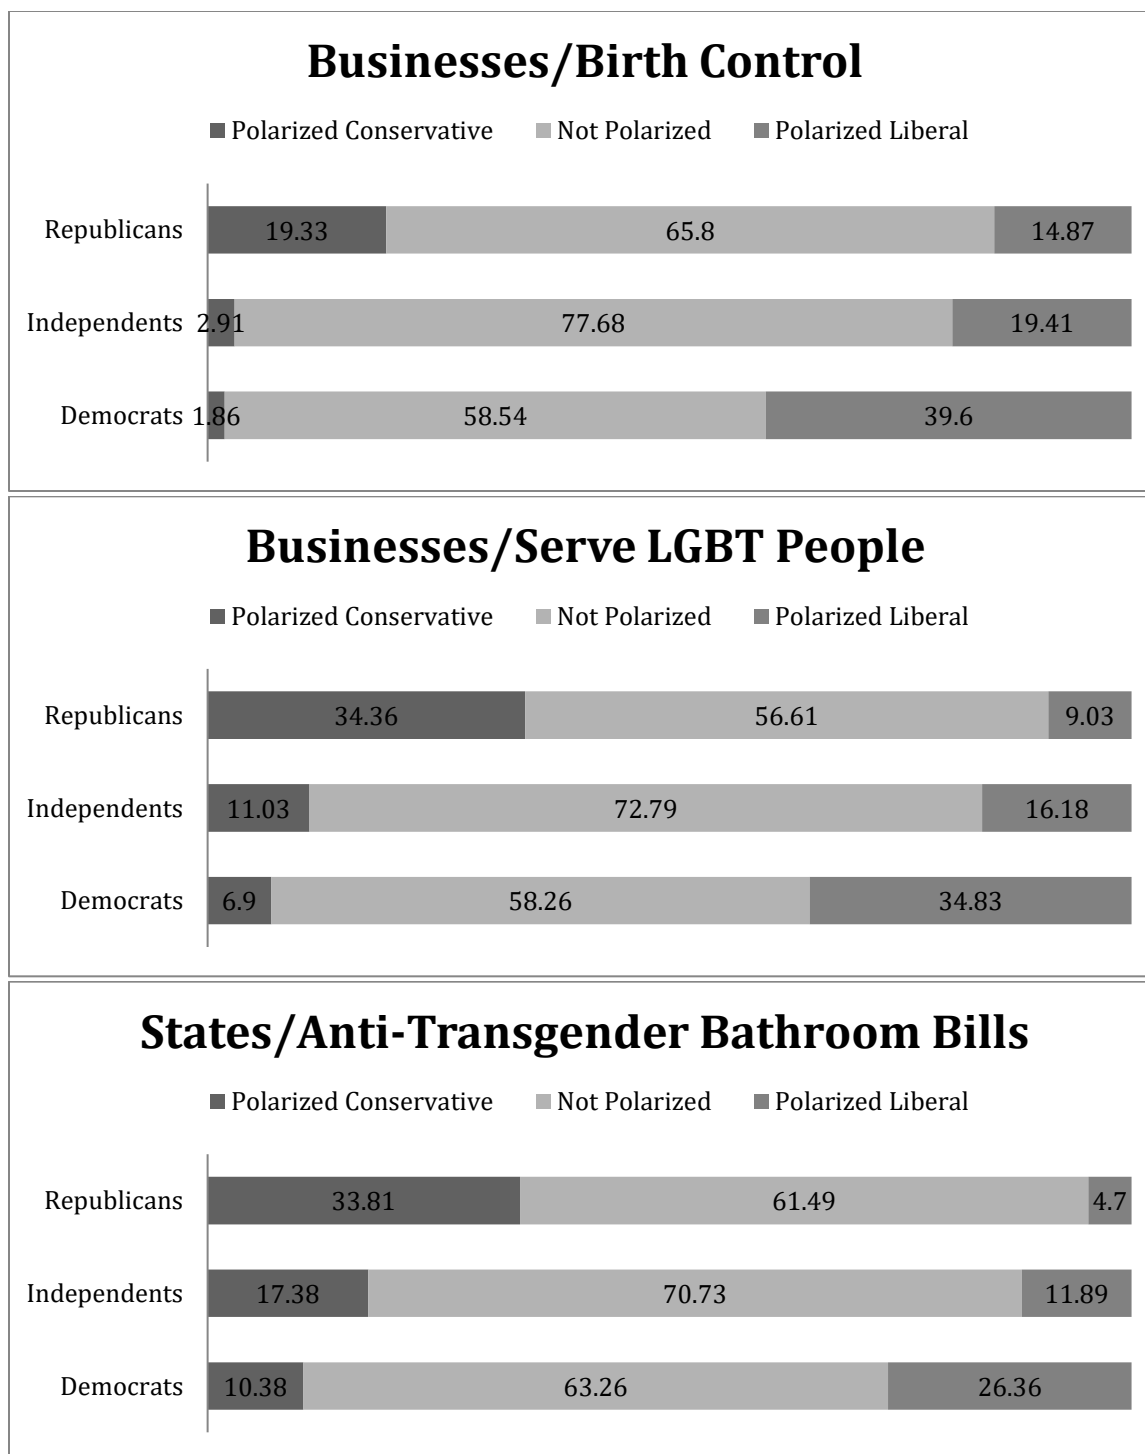 Businesses/Birth Control
Polarized Conservative Not Polarized Polarized Liberal
Republicans 19.33 65.8 14.87
Independents 2.91 77.68 19.41
Democrats 1.86 58.54 39.6
Businesses/Serve LGBT People
Polarized Conservative Not Polarized Polarized Liberal
Republicans 34.36 56.61 9.03
Independents 11.03 72.79 16.18
Democrats 6.9 58.26 34.83
States/Anti-Transgender Bathroom Bills
Polarized Conservative Not Polarized Polarized Liberal
Republicans 33.81 61.49 4.7
Independents 17.38 70.73 11.89
Democrats 10.38 63.26 26.36